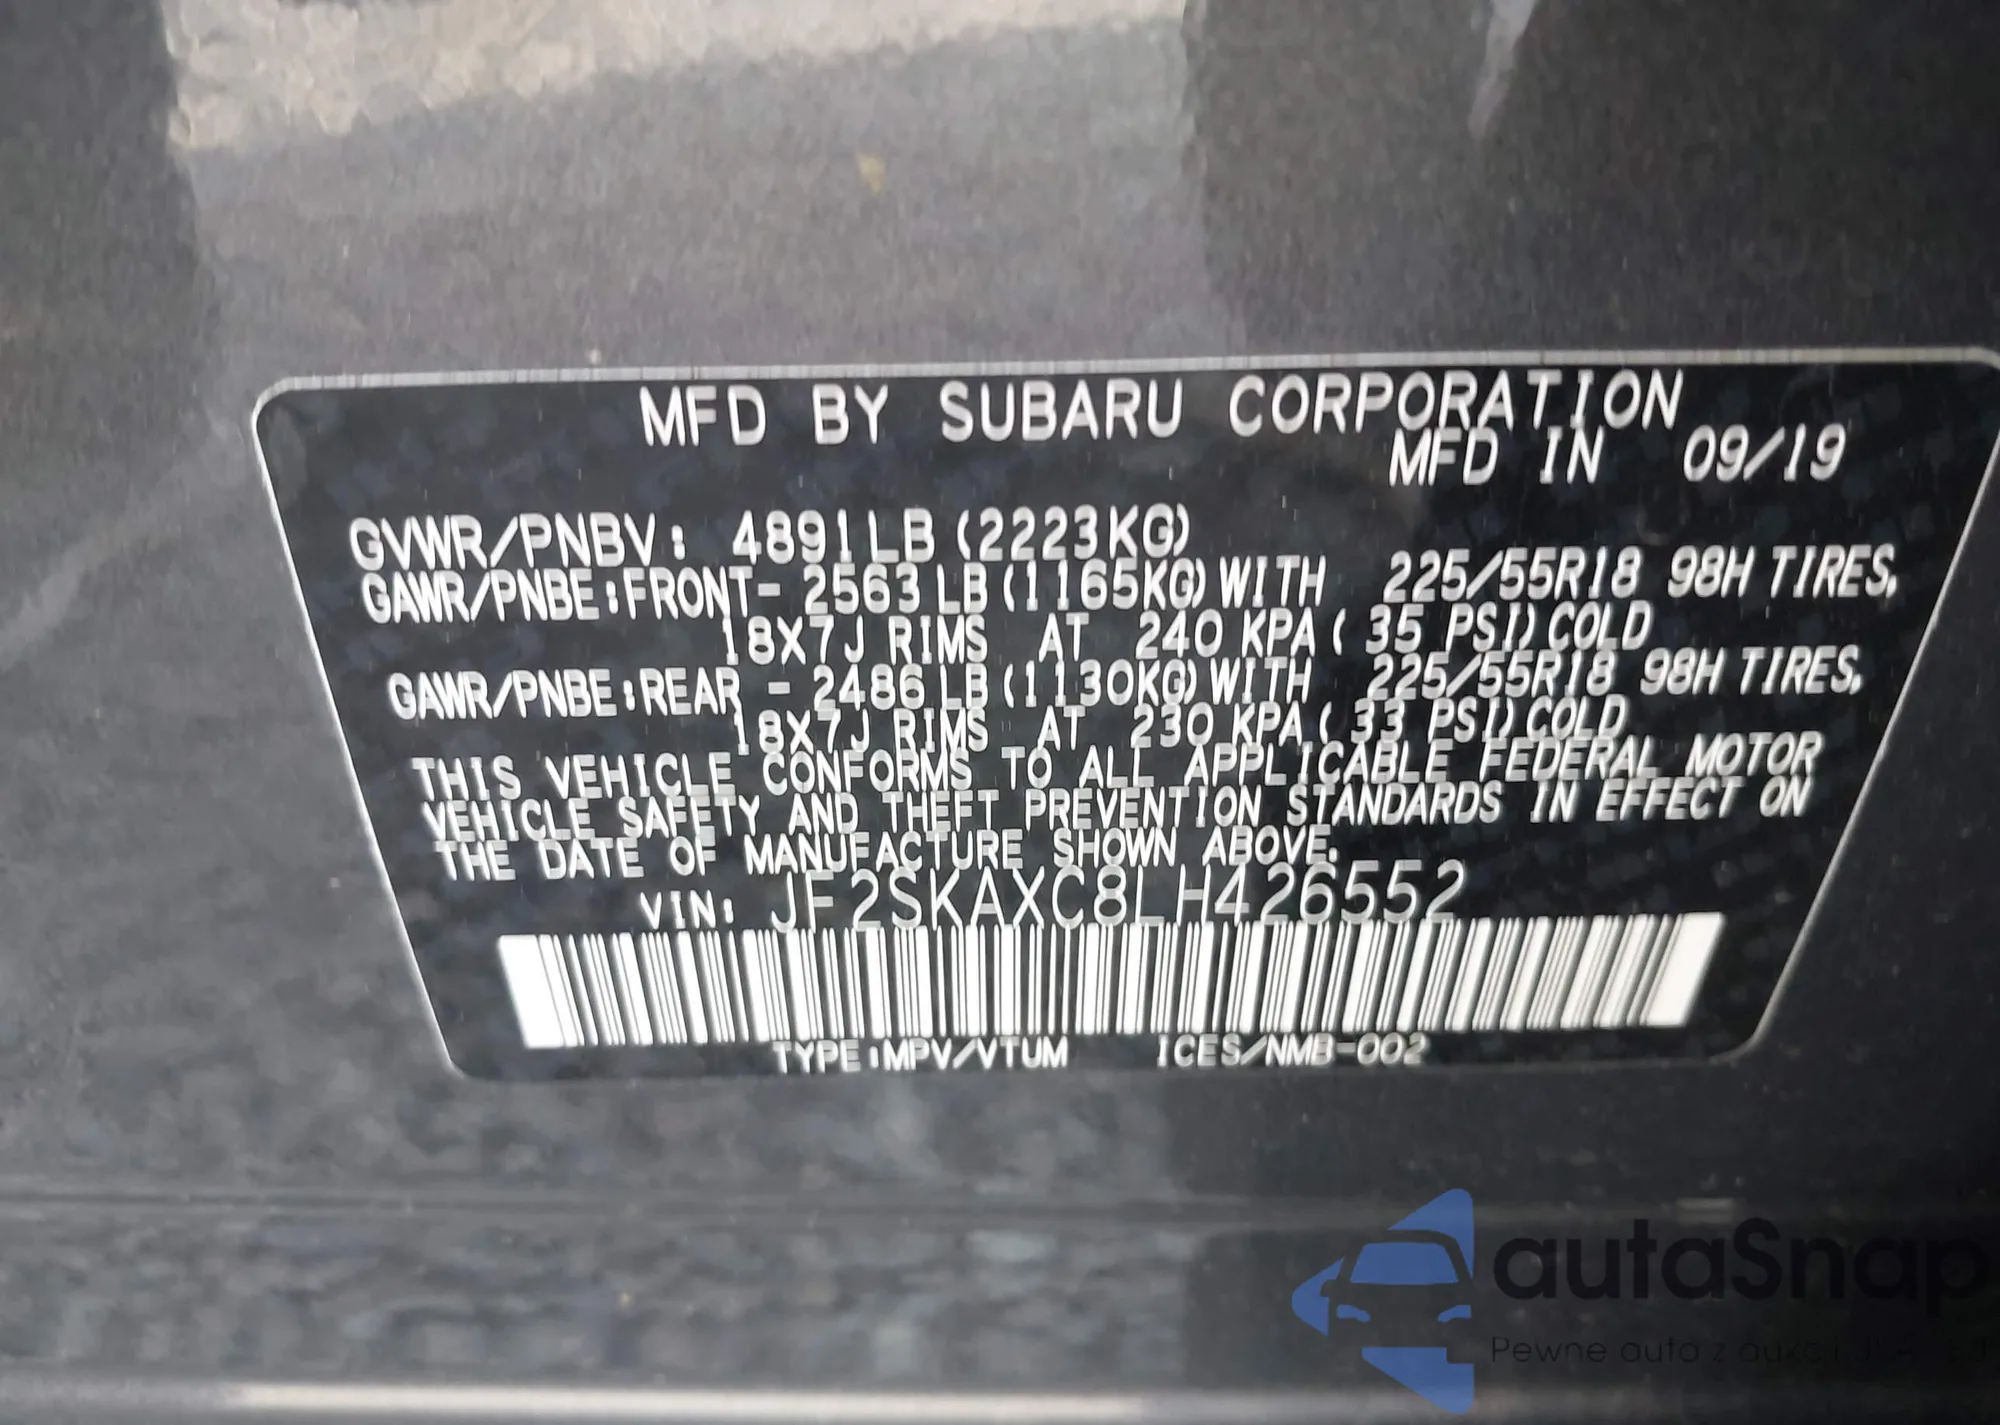 MFD BY SUBARU CORPORATION
MFD IN 09/19
GVWR/PNBV: 4891LB (2223KG)
GAWR/PNBE:FRONT- 2563 LB (1165KG) WITH 225/55R18 98H TIRES,
18X7J RIMS AT 240 KPA ( 35 PSI) COLD
GAWR/PNBE:REAR - 2486 LB (1130KG) WITH 225/55R18 98H TIRES,
18X7J RIMS AT 230 KPA ( 33 PSI) COLD
THIS VEHICLE CONFORMS TO ALL APPLICABLE FEDERAL MOTOR
VEHICLE SAFETY AND THEFT PREVENTION STANDARDS IN EFFECT ON
THE DATE OF MANUFACTURE SHOWN ABOVE.
VIN: JF2SKAXC8LH426552
TYPE:MPV/VTUM ICES/NMB-002
autaSnap
Pewne auta z